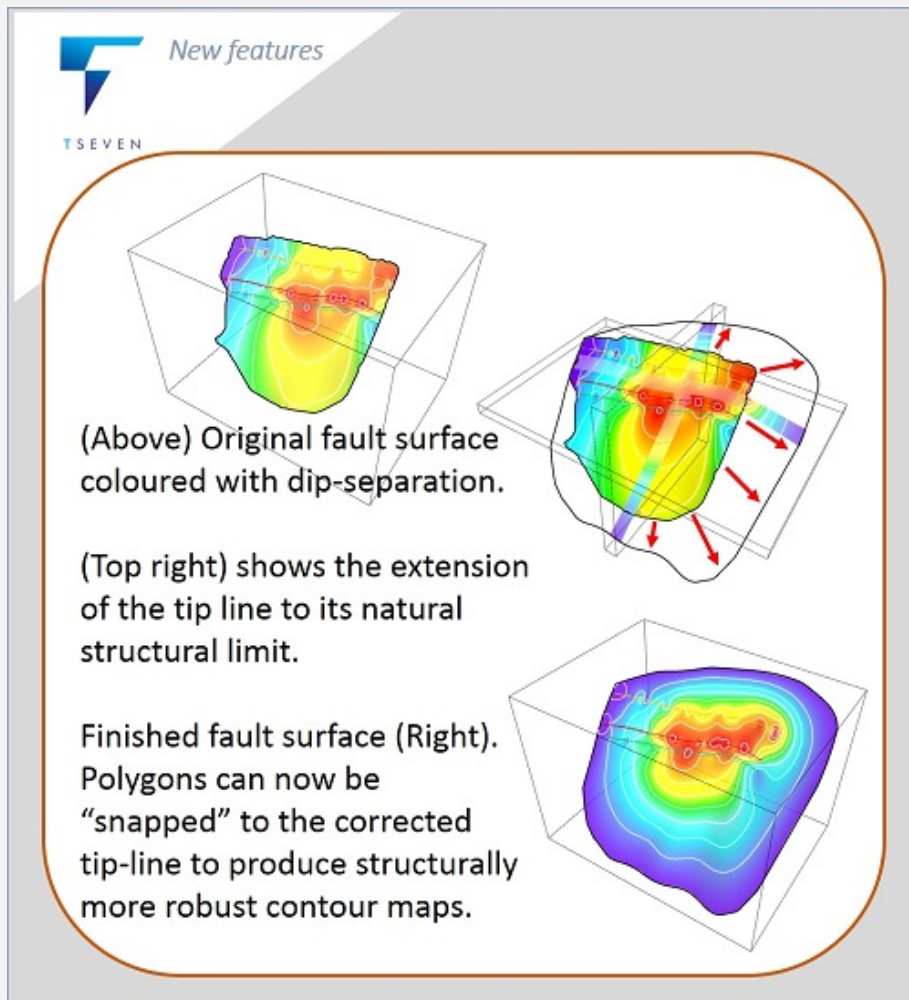 New features
TSEVEN
(Above) Original fault surface
coloured with dip-separation.
(Top right) shows the extension
of the tip line to its natural
structural limit.
Finished fault surface (Right).
Polygons can now be
“snapped” to the corrected
tip-line to produce structurally
more robust contour maps.